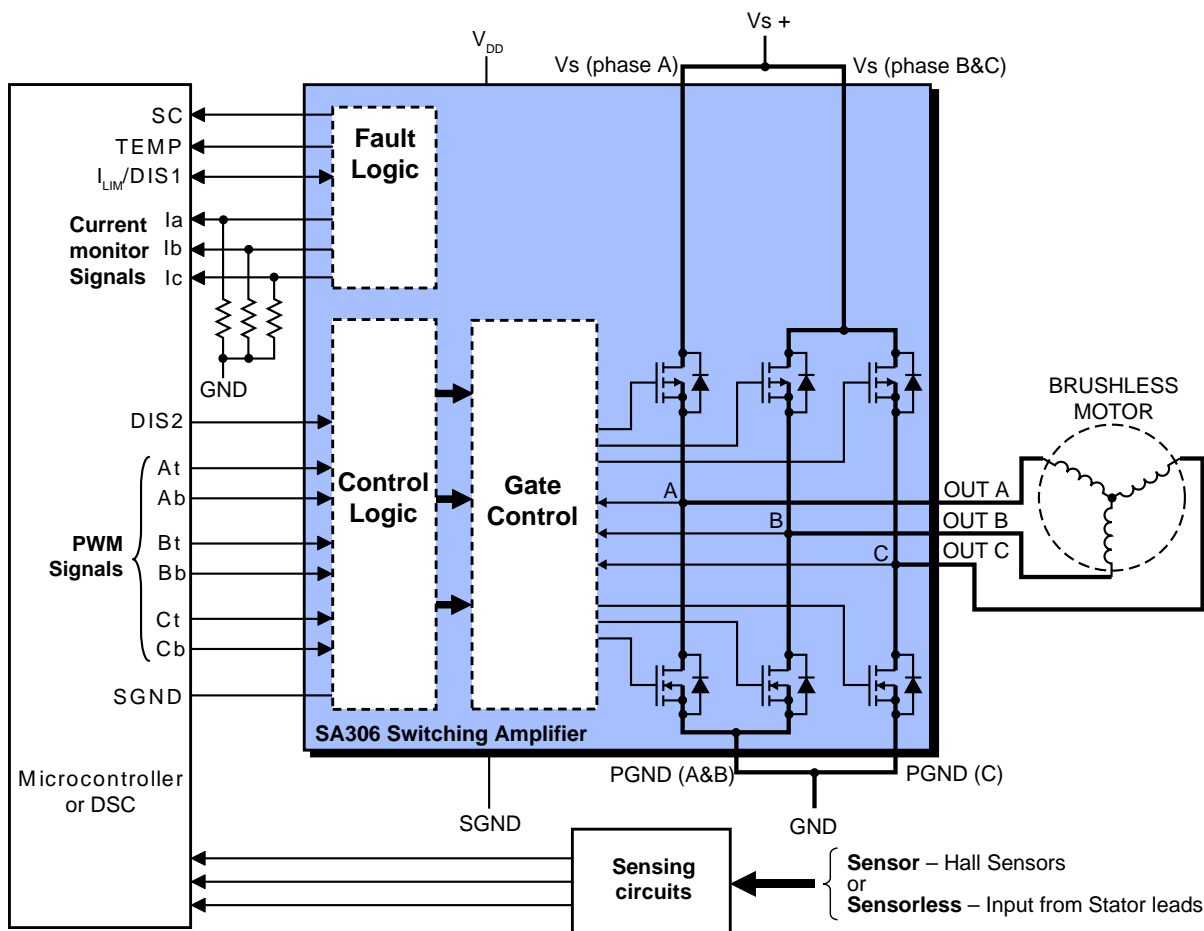 Vs +
V_DD
Vs (phase A)
Vs (phase B&C)
SC
TEMP
I_LIM/DIS1
Ia
Ib
Ic
Current
monitor
Signals
GND
Fault
Logic
DIS2
At
Ab
Bt
Bb
Ct
Cb
PWM
Signals
SGND
Control
Logic
Gate
Control
A
B
C
OUT A
OUT B
OUT C
BRUSHLESS
MOTOR
SA306 Switching Amplifier
PGND (A&B)
PGND (C)
SGND
GND
Microcontroller
or DSC
Sensing
circuits
Sensor – Hall Sensors
or
Sensorless – Input from Stator leads